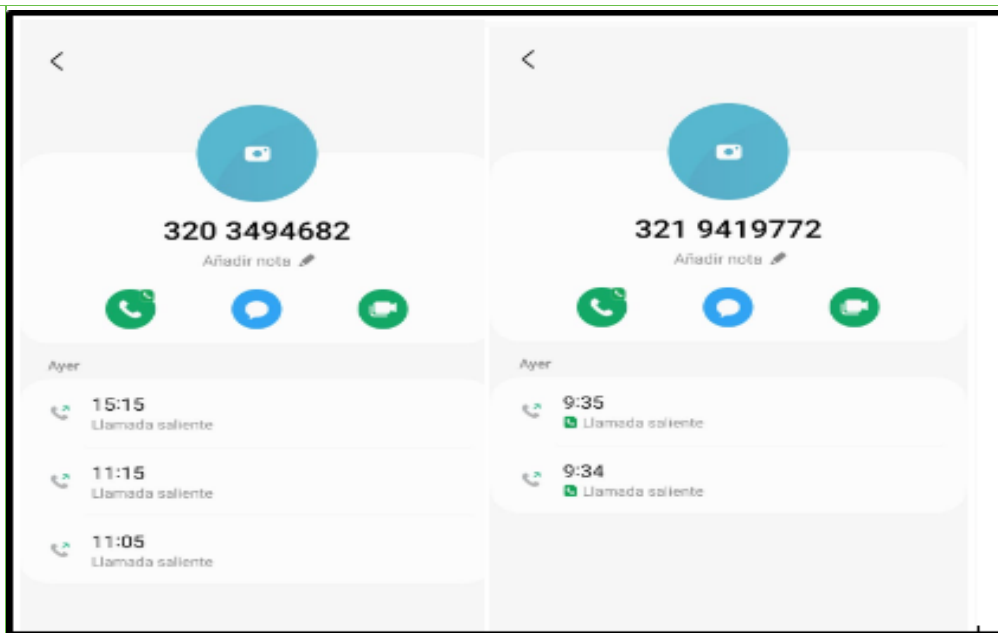 320 3494682
Añadir nota
Ayer
15:15
Llamada saliente
11:15
Llamada saliente
11:05
Llamada saliente
321 9419772
Añadir nota
Ayer
9:35
Llamada saliente
9:34
Llamada saliente